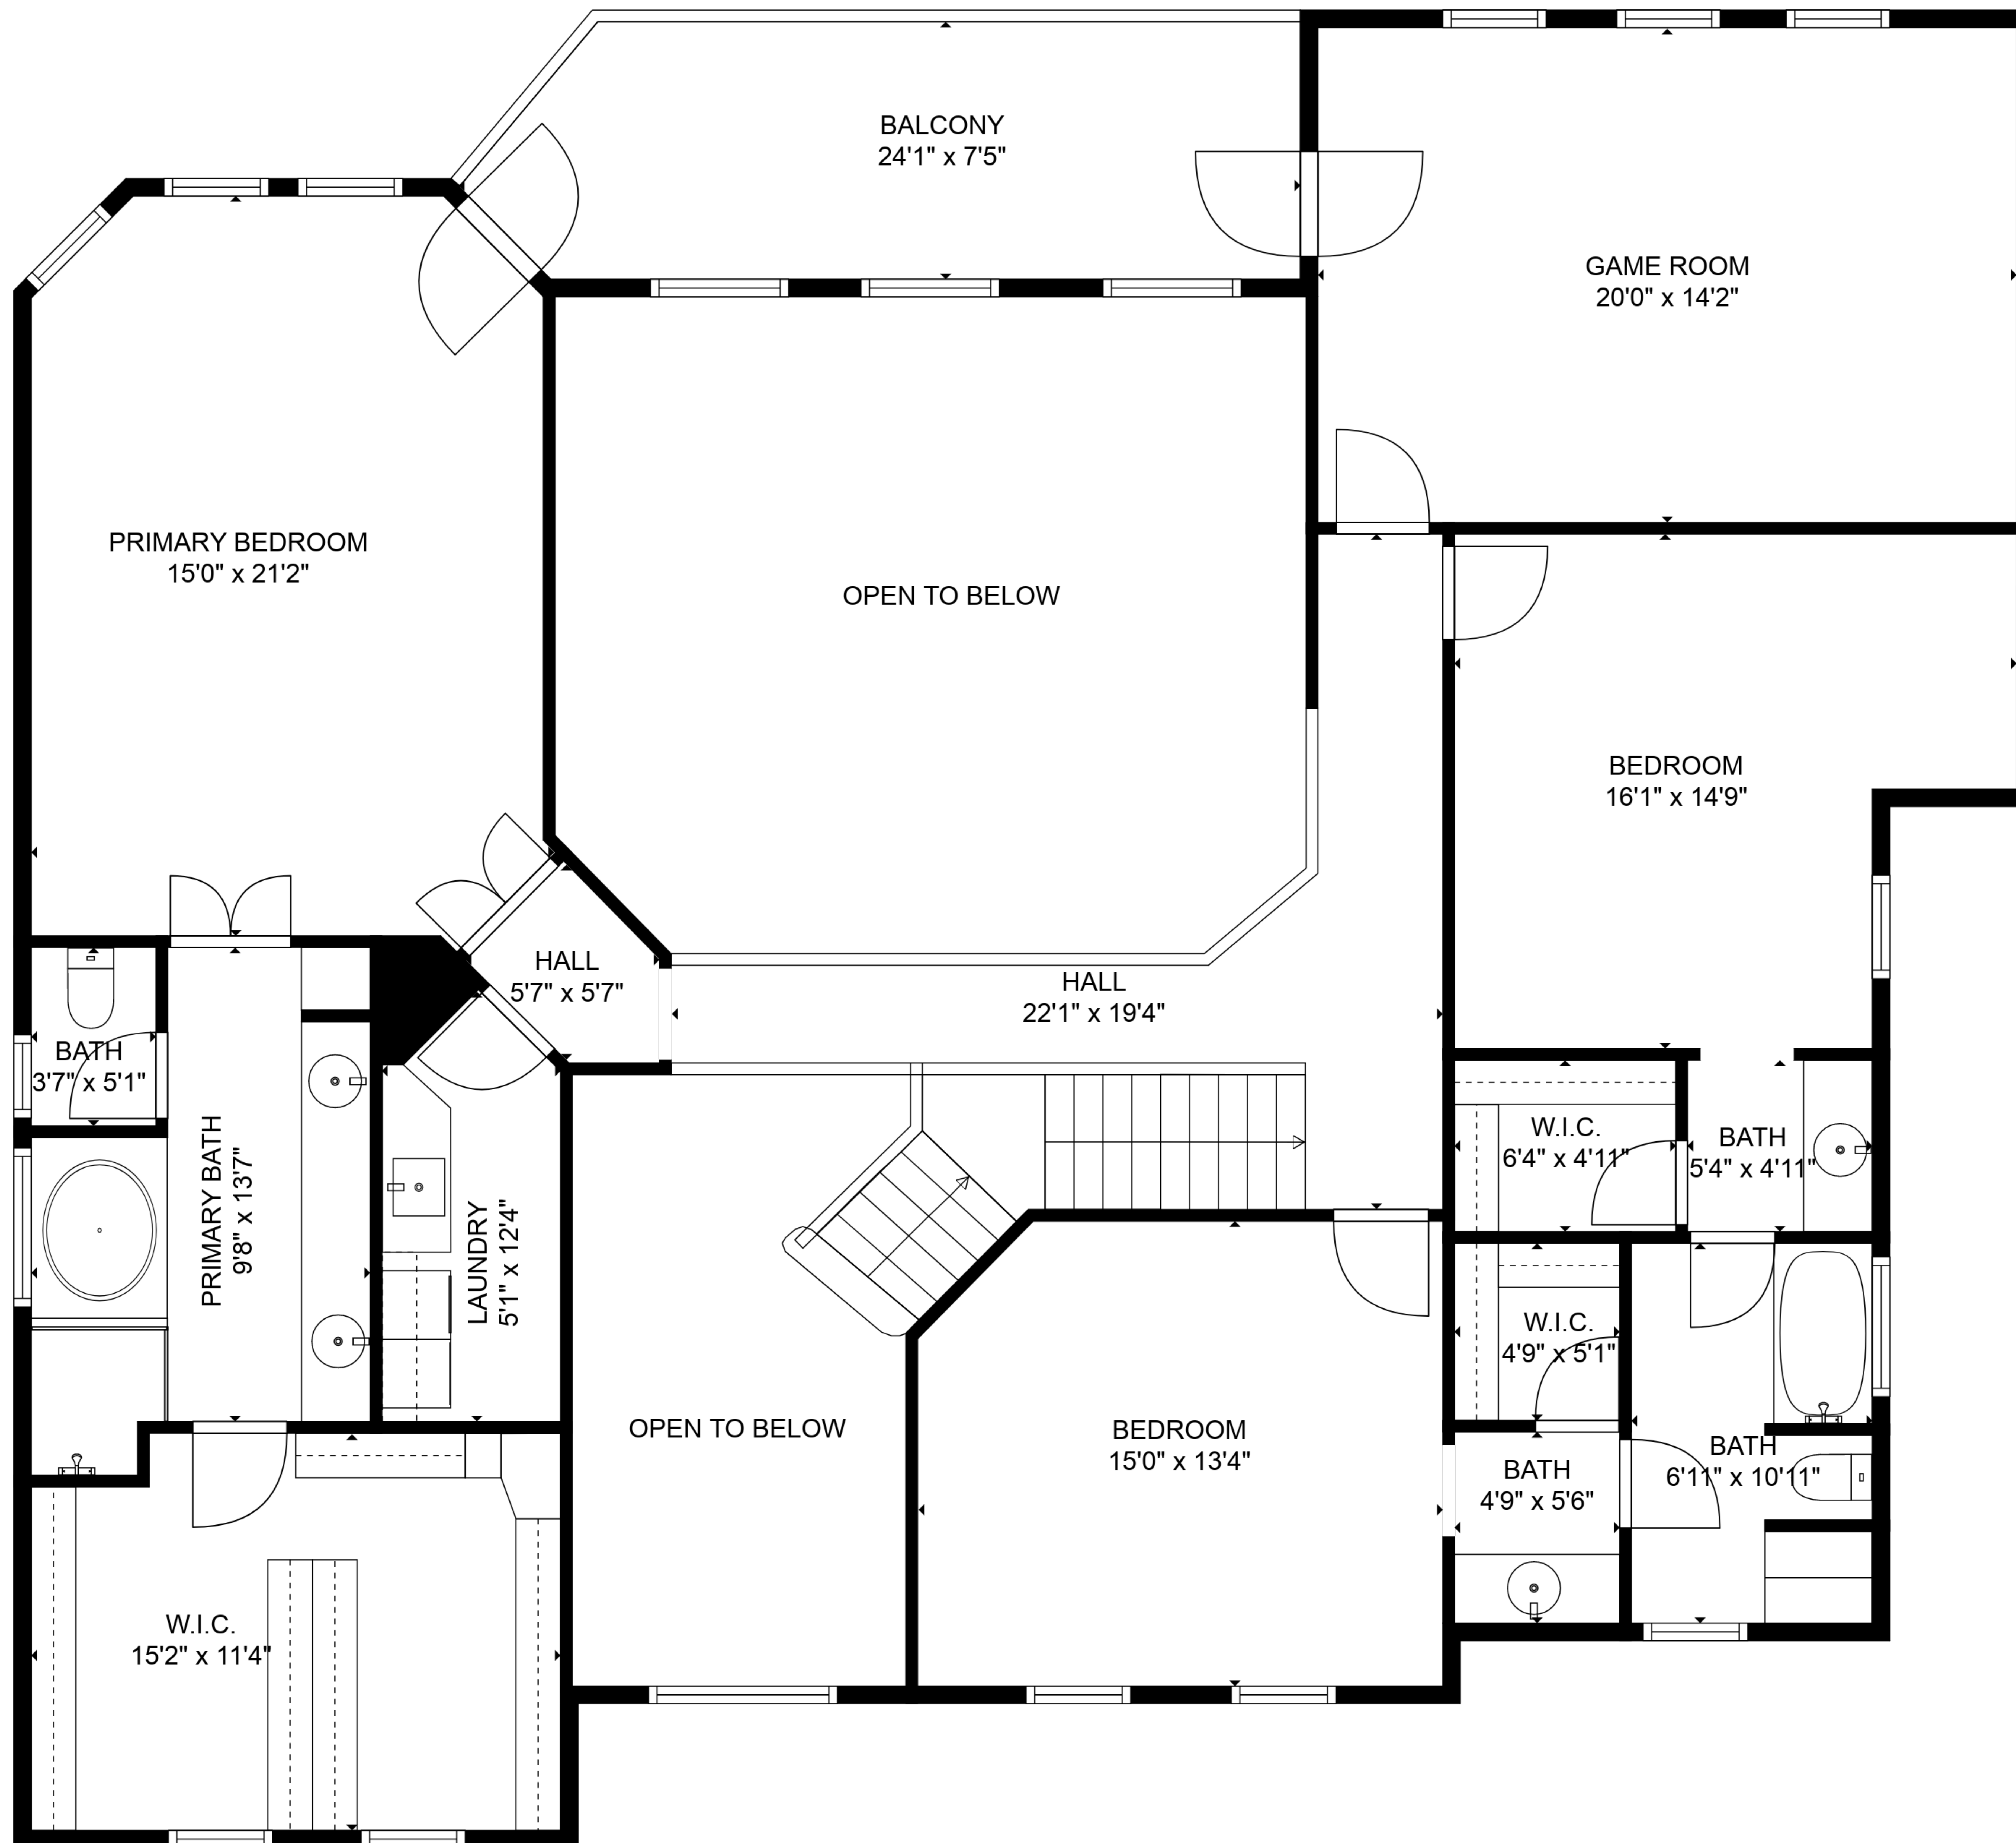 BALCONY
24'1" x 7'5"
GAME ROOM
20'0" x 14'2"
PRIMARY BEDROOM
15'0" x 21'2"
OPEN TO BELOW
BEDROOM
16'1" x 14'9"
HALL
5'7" x 5'7"
HALL
22'1" x 19'4"
BATH
3'7" x 5'1"
PRIMARY BATH
9'8" x 13'7"
LAUNDRY
5'1" x 12'4"
W.I.C.
6'4" x 4'11"
BATH
5'4" x 4'11"
W.I.C.
4'9" x 5'1"
OPEN TO BELOW
BEDROOM
15'0" x 13'4"
BATH
4'9" x 5'6"
BATH
6'11" x 10'11"
W.I.C.
15'2" x 11'4"